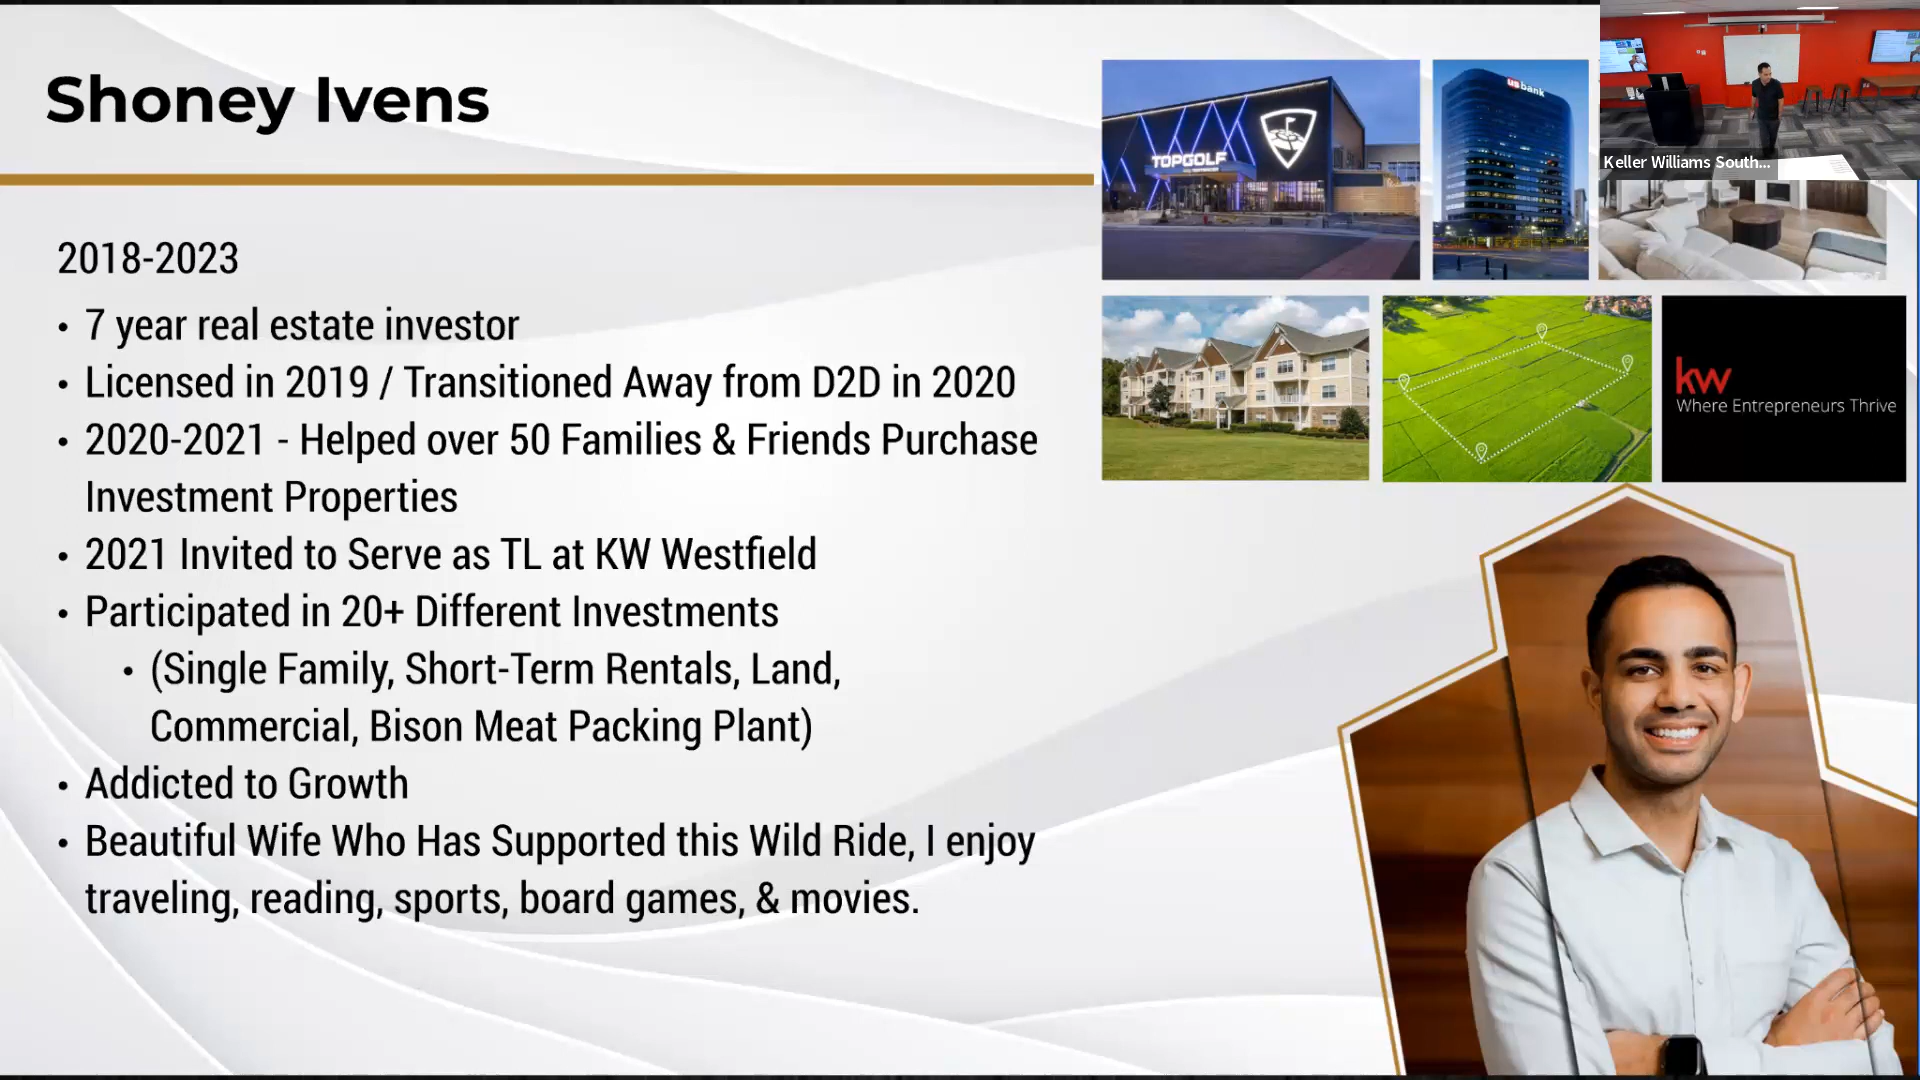 Shoney Ivens
2018-2023
• 7 year real estate investor
• Licensed in 2019 / Transitioned Away from D2D in 2020
• 2020-2021 - Helped over 50 Families & Friends Purchase
Investment Properties
• 2021 Invited to Serve as TL at KW Westfield
• Participated in 20+ Different Investments
• (Single Family, Short-Term Rentals, Land,
Commercial, Bison Meat Packing Plant)
• Addicted to Growth
• Beautiful Wife Who Has Supported this Wild Ride, I enjoy
traveling, reading, sports, board games, & movies.
TOPGOLF
usbank
Keller Williams South...
kw
Where Entrepreneurs Thrive